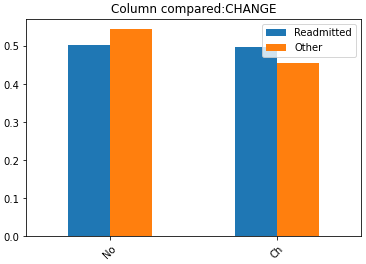 Column compared:CHANGE
Readmitted
Other
0.5
0.4
0.3
0.2
0.1
0.0
No
Ch